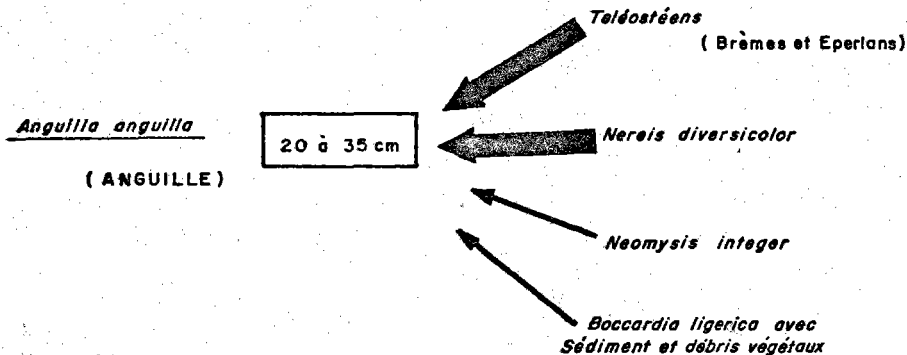 Teléostéens
(Brèmes et Eperlans)
Anguilla anguilla
20 à 35 cm
Nereis diversicolor
(ANGUILLE)
Neomysis integer
Boccardia ligerica avec
Sédiment et débris végétaux